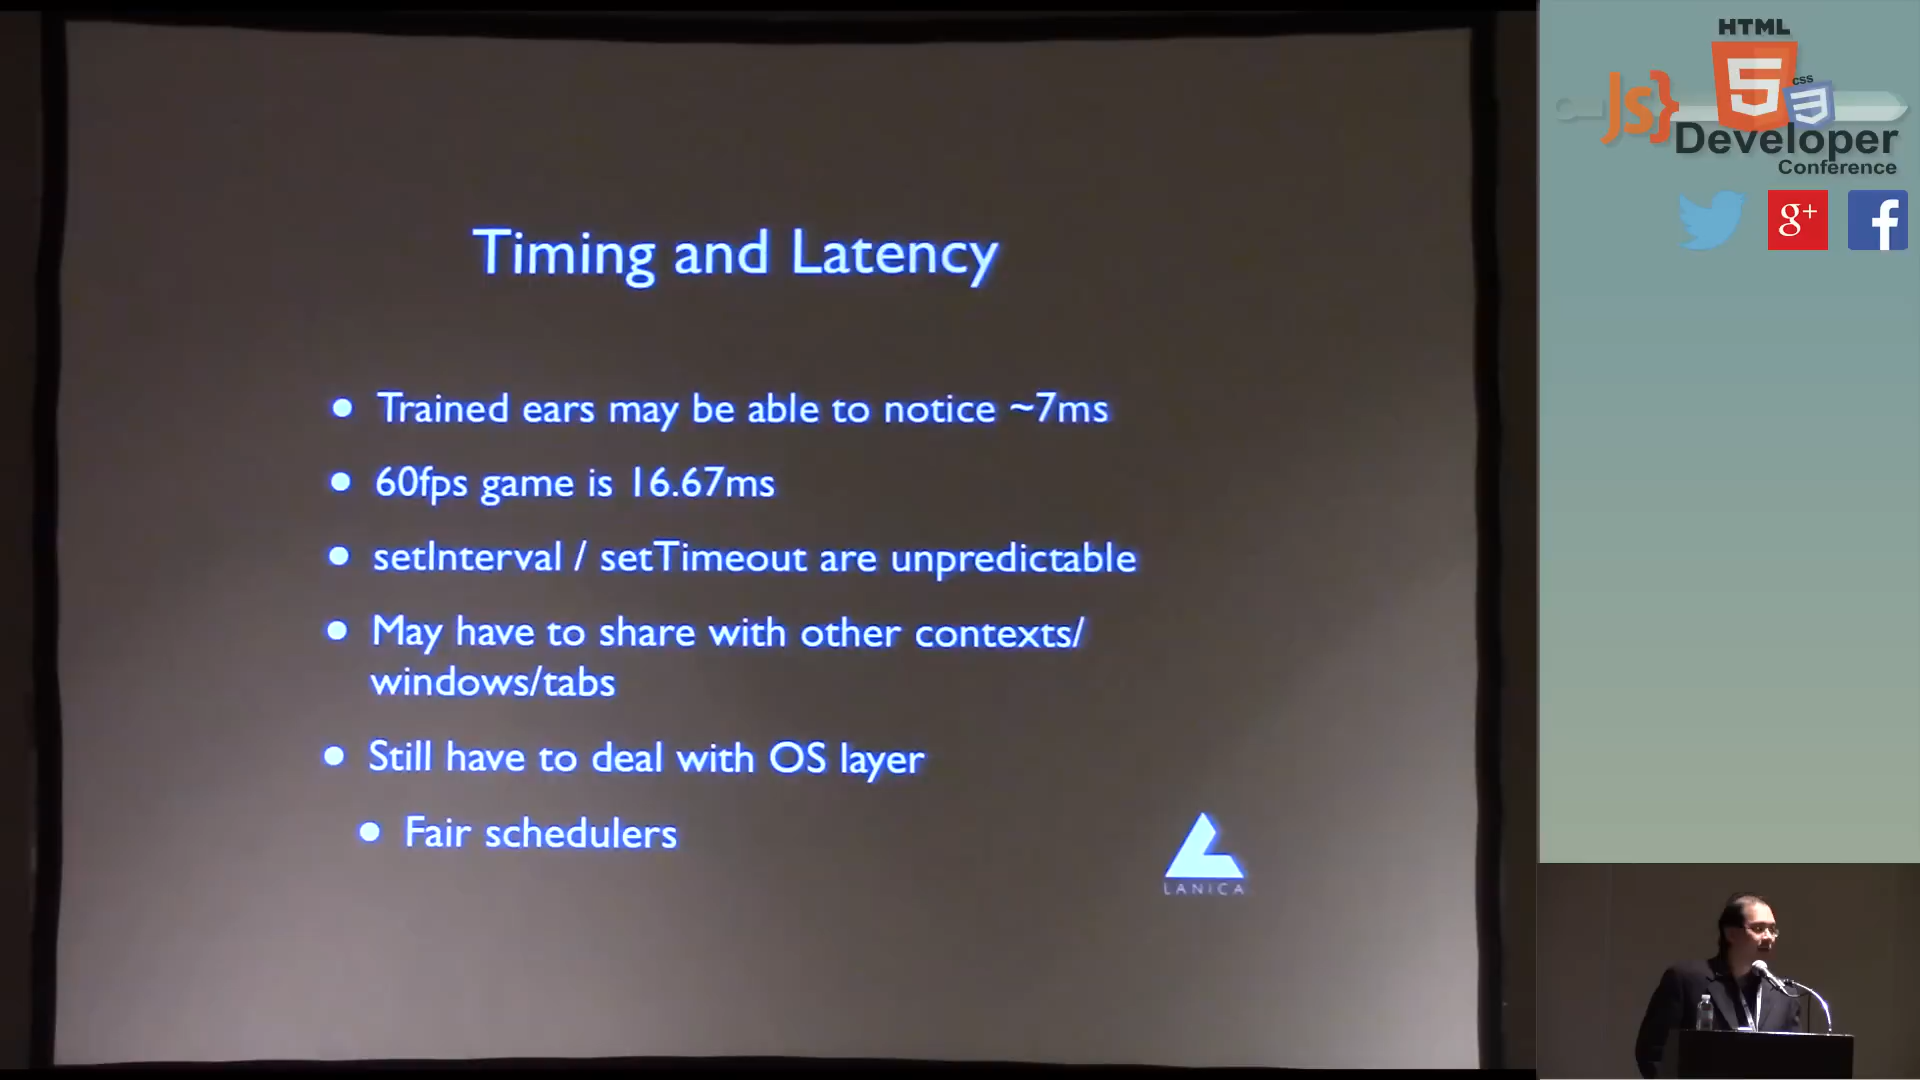 Timing and Latency
Trained ears may be able to notice ~7ms
60fps game is 16.67ms
setInterval / setTimeout are unpredictable
May have to share with other contexts/
windows/tabs
Still have to deal with OS layer
Fair schedulers
LANICA
HTML
5
CSS
3
JS}
Developer
Conference
g+
f